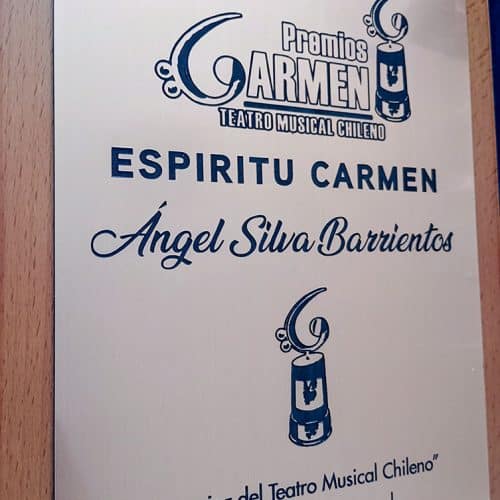 Premios
CARMEN
TEATRO MUSICAL CHILENO
ESPIRITU CARMEN
Ángel Silva Barrientos
del Teatro Musical Chileno”